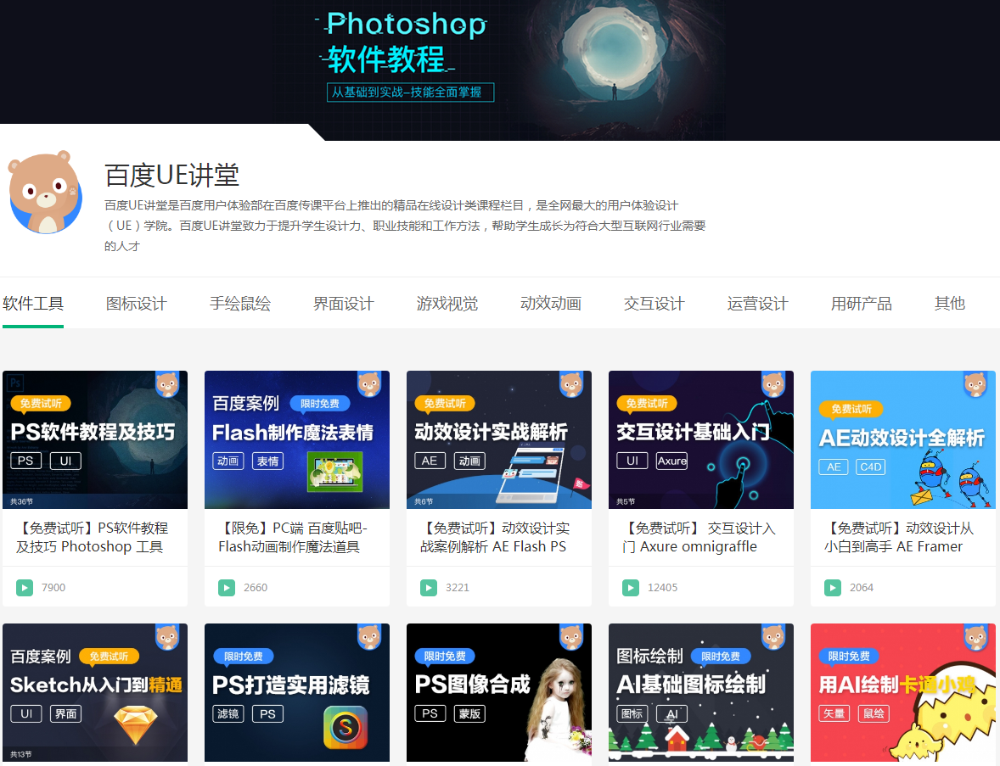 Photoshop
软件教程
从基础到实战-技能全面掌握
百度UE讲堂
百度UE讲堂是百度用户体验部在百度传课平台上推出的精品在线设计类课程栏目，是全网最大的用户体验设计
（UE）学院。百度UE讲堂致力于提升学生设计力、职业技能和工作方法，帮助学生成长为符合大型互联网行业需要
的人才
软件工具 图标设计 手绘鼠绘 界面设计 游戏视觉 动效动画 交互设计 运营设计 用研产品 其他
Ps
免费试听
PS软件教程及技巧
PS UI
共36节
【免费试听】PS软件教程
及技巧 Photoshop 工具
7900
百度案例 限时免费
Flash制作魔法表情
动画 表情
【限免】PC端 百度贴吧-
Flash动画制作魔法道具
2660
免费试听
动效设计实战解析
AE 动画
贴
共6节
【免费试听】动效设计实
战案例解析 AE Flash PS
3221
免费试听
交互设计基础入门
UI Axure
共5节
【免费试听】 交互设计入
门 Axure omnigraffle
12405
免费试听
AE动效设计全解析
AE C4D
【免费试听】动效设计从
小白到高手 AE Framer
2064
百度案例 免费试听
Sketch从入门到精通
UI 界面
共13节
限时免费
PS打造实用滤镜
滤镜 PS
S
限时免费
PS图像合成
PS 蒙版
图标绘制 限时免费
AI基础图标绘制
图标 AI
限时免费
用AI绘制卡通小鸡
矢量 鼠绘